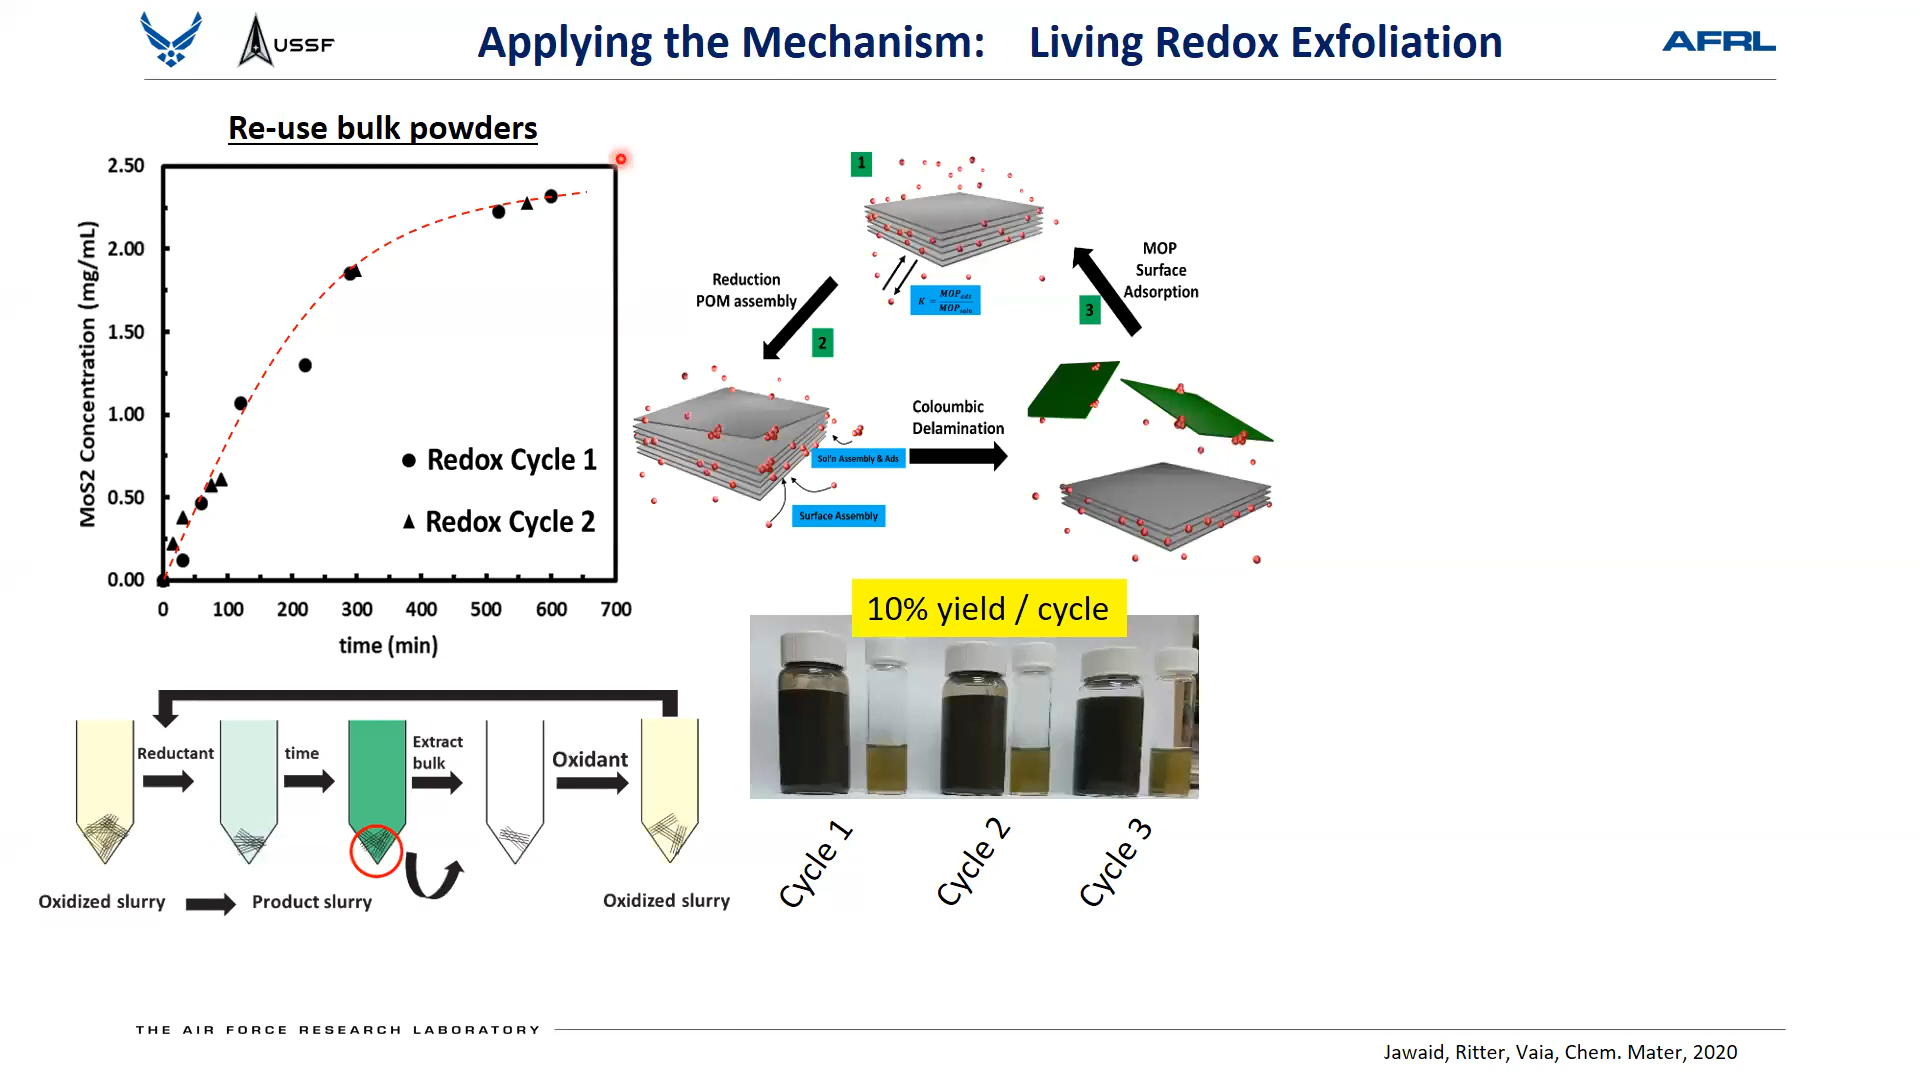 USSF
Applying the Mechanism: Living Redox Exfoliation
AFRL
Re-use bulk powders
2.50
2.00
1.50
1.00
0.50
0.00
MoS2 Concentration (mg/mL)
Redox Cycle 1
Redox Cycle 2
0 100 200 300 400 500 600 700
time (min)
1
K = MOPads
MOPsolu
Reduction
POM assembly
2
MOP
Surface
Adsorption
3
Coloumbic
Delamination
Sol'n Assembly & Ads
Surface Assembly
10% yield / cycle
Cycle 1
Cycle 2
Cycle 3
Reductant
time
Extract
bulk
Oxidant
Oxidized slurry
Product slurry
Oxidized slurry
THE AIR FORCE RESEARCH LABORATORY
Jawaid, Ritter, Vaia, Chem. Mater, 2020